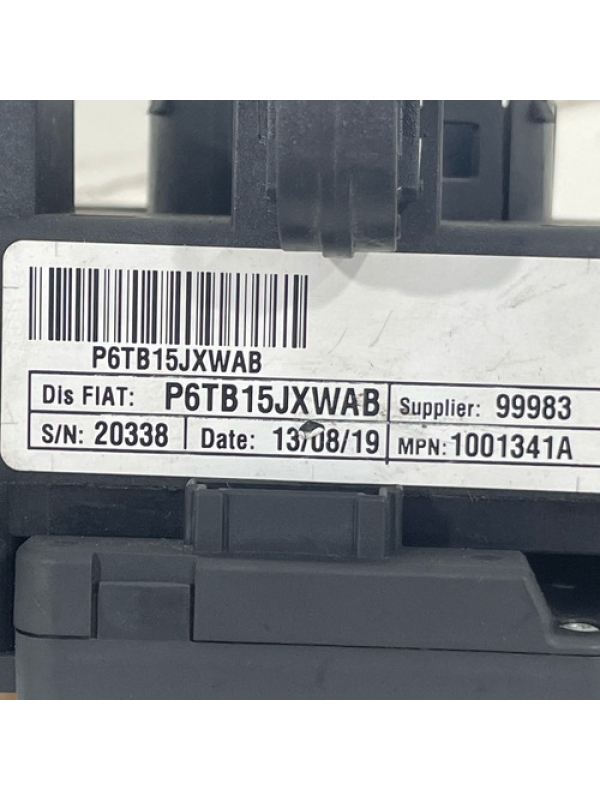 P6TB15JXWAB
Dis FIAT: P6TB15JXWAB Supplier: 99983
S/N: 20338 Date: 13/08/19 MPN: 1001341A